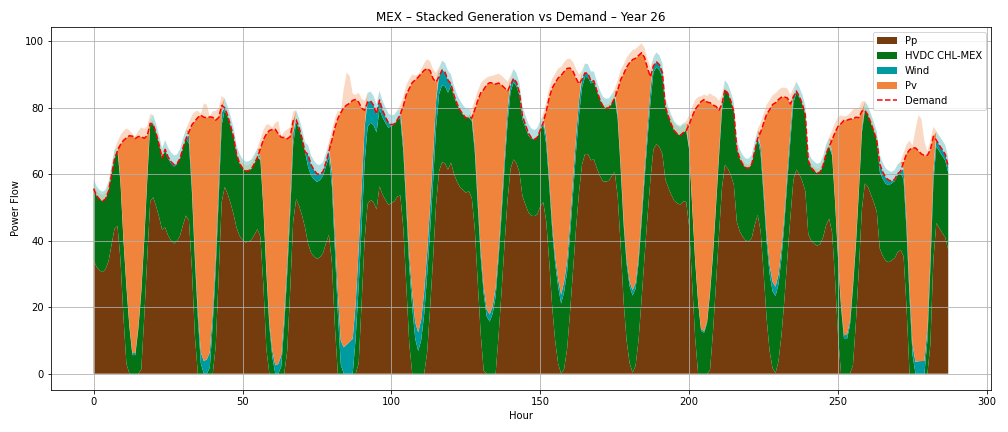 MEX – Stacked Generation vs Demand – Year 26
Power Flow
100
80
60
40
20
0
0 50 100 150 200 250 300
Hour
Pp
HVDC CHL-MEX
Wind
Pv
Demand